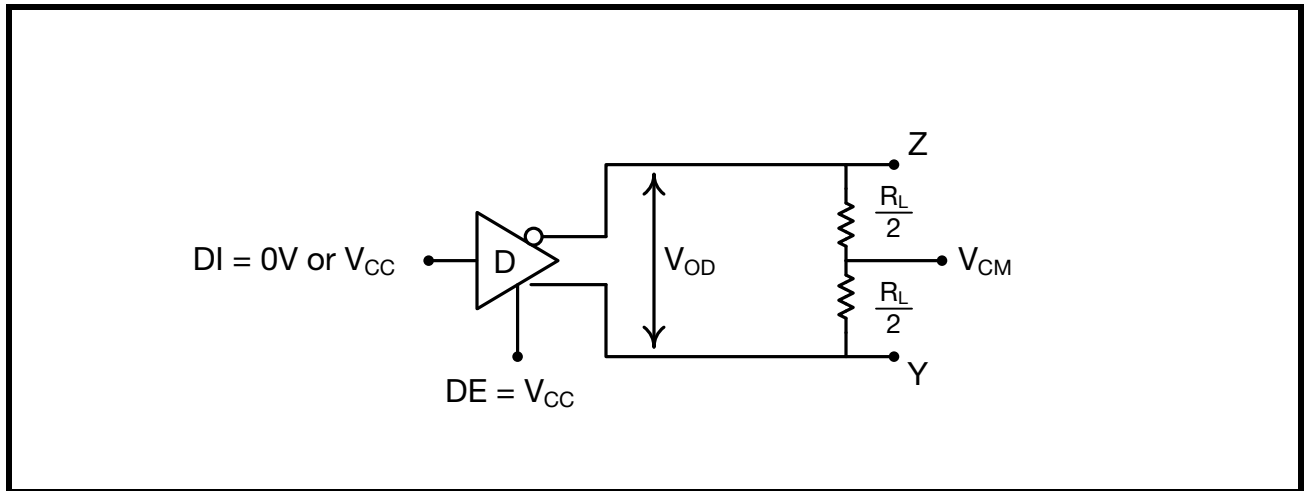 Z
R_L
2
DI = 0V or V_CC
D
V_OD
V_CM
R_L
2
Y
DE = V_CC